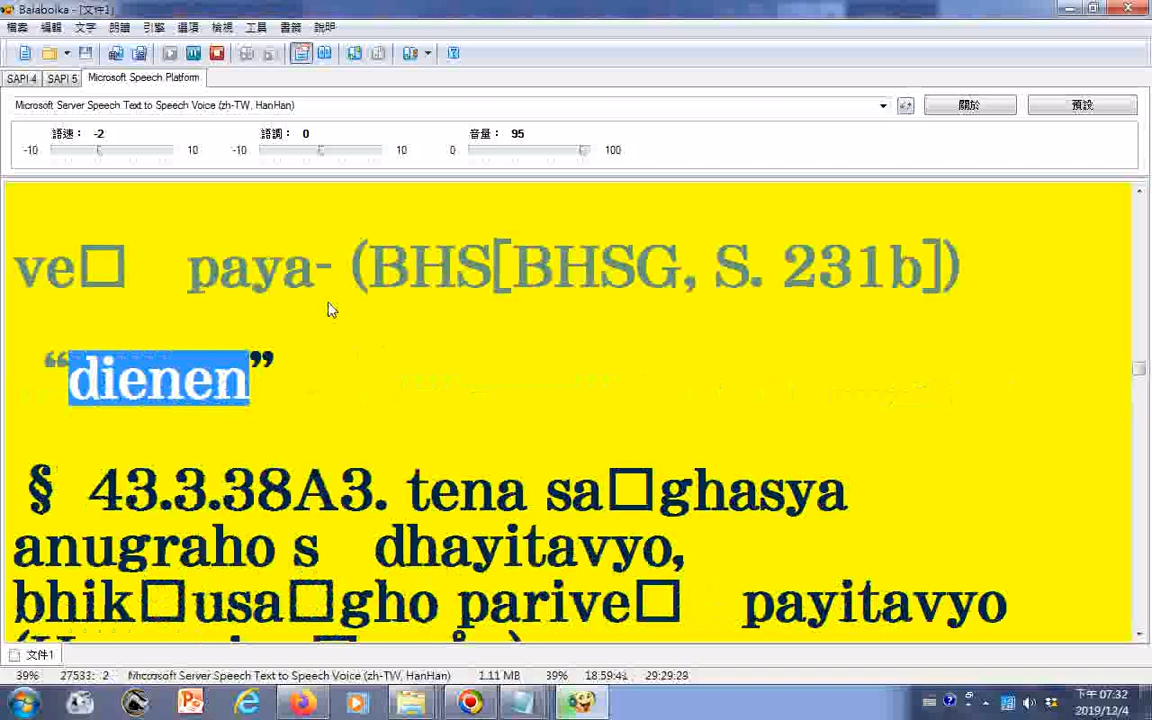 Balabolka - [文件1]
檔案 編輯 文字 朗讀 引擎 選項 檢視 工具 書籤 說明
SAPI 4 SAPI 5 Microsoft Speech Platform
Microsoft Server Speech Text to Speech Voice (zh-TW, HanHan) 關於 預設
語速: -2 語調: 0 音量: 95
-10 10 -10 10 0 100
ve□ paya- (BHS[BHSG, S. 231b])
“dienen”
§ 43.3.38A3. tena sa□ghasya
anugraho s dhayitavyo,
bhik□usa□gho parive□ payitavyo
文件1
39% 27533: 2 Microsoft Server Speech Text to Speech Voice (zh-TW, HanHan) 1.11 MB 39% 18:59:41 29:29:29
下午 07:32
2019/12/4